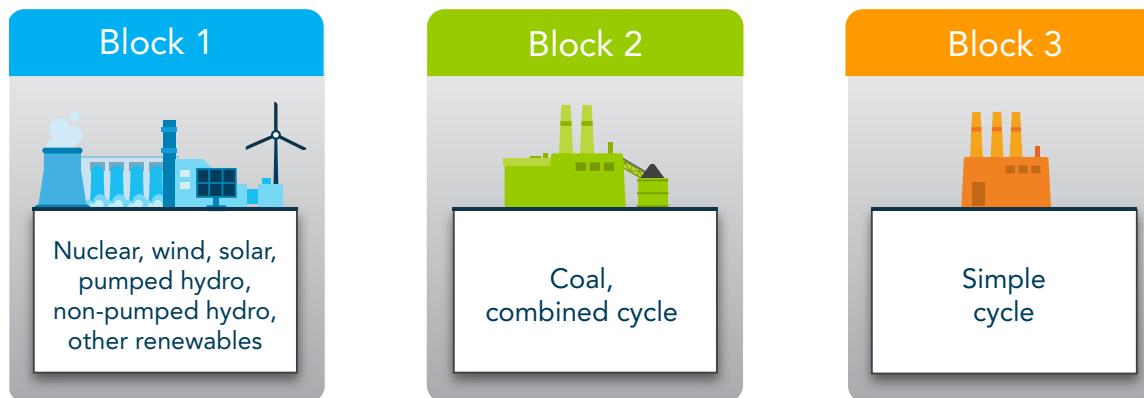 Block 1
Nuclear, wind, solar,
pumped hydro,
non-pumped hydro,
other renewables
Block 2
Coal,
combined cycle
Block 3
Simple
cycle